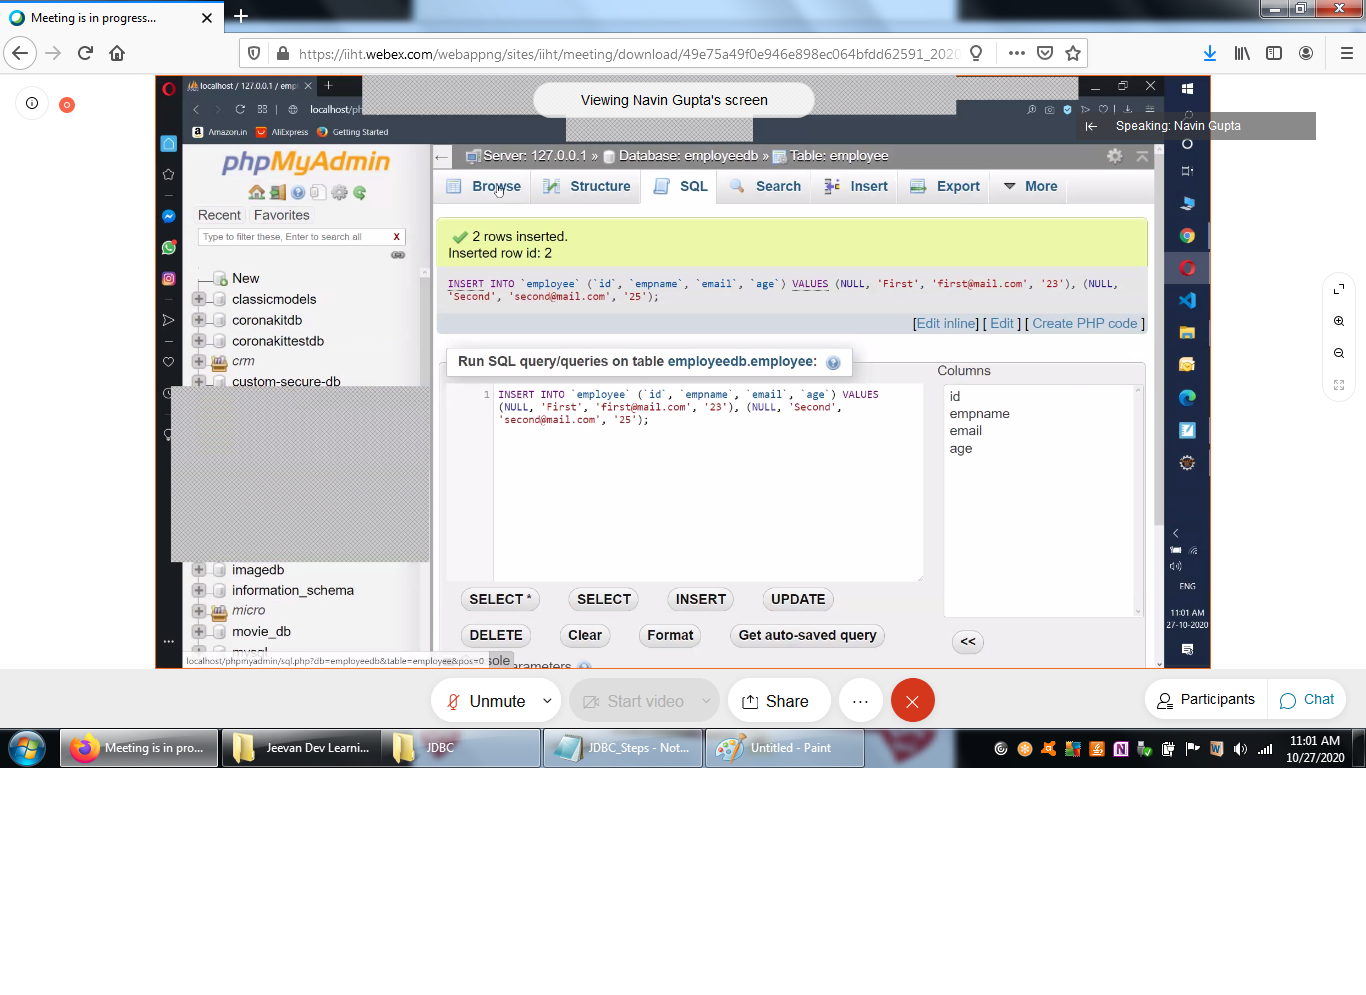 Meeting is in progress...
https://iiht.webex.com/webappng/sites/iiht/meeting/download/49e75a49f0e946e898ec064bfdd62591_2020
localhost / 127.0.0.1 / emp
Viewing Navin Gupta's screen
localhost/ph
Speaking: Navin Gupta
Amazon.in AliExpress Getting Started
phpMyAdmin
Server: 127.0.0.1 » Database: employeedb » Table: employee
Browse Structure SQL Search Insert Export More
Recent Favorites
Type to filter these, Enter to search all X
2 rows inserted.
Inserted row id: 2
New
classicmodels
coronakitdb
coronakittestdb
crm
custom-secure-db
imagedb
information_schema
micro
movie_db
mysql
INSERT INTO `employee` (`id`, `empname`, `email`, `age`) VALUES (NULL, 'First', 'first@mail.com', '23'), (NULL,
'Second', 'second@mail.com', '25');
[Edit inline] [ Edit ] [ Create PHP code ]
Run SQL query/queries on table employeedb.employee:
Columns
1 INSERT INTO `employee` (`id`, `empname`, `email`, `age`) VALUES
(NULL, 'First', 'first@mail.com', '23'), (NULL, 'Second',
'second@mail.com', '25');
id
empname
email
age
SELECT * SELECT INSERT UPDATE
DELETE Clear Format Get auto-saved query
<<
localhost/phpmyadmin/sql.php?db=employeedb&table=employee&pos=0
sole
arameters
ENG
11:01 AM
27-10-2020
Unmute Start video Share ...
Participants Chat
Meeting is in pro...
Jeevan Dev Learni...
JDBC
JDBC_Steps - Not...
Untitled - Paint
11:01 AM
10/27/2020